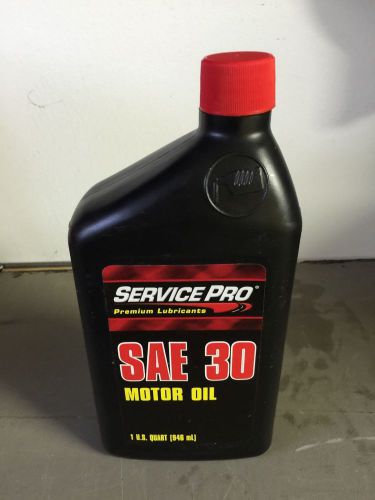 SERVICE PRO®
Premium Lubricants
SAE 30
MOTOR OIL
1 U.S. QUART (946 mL)